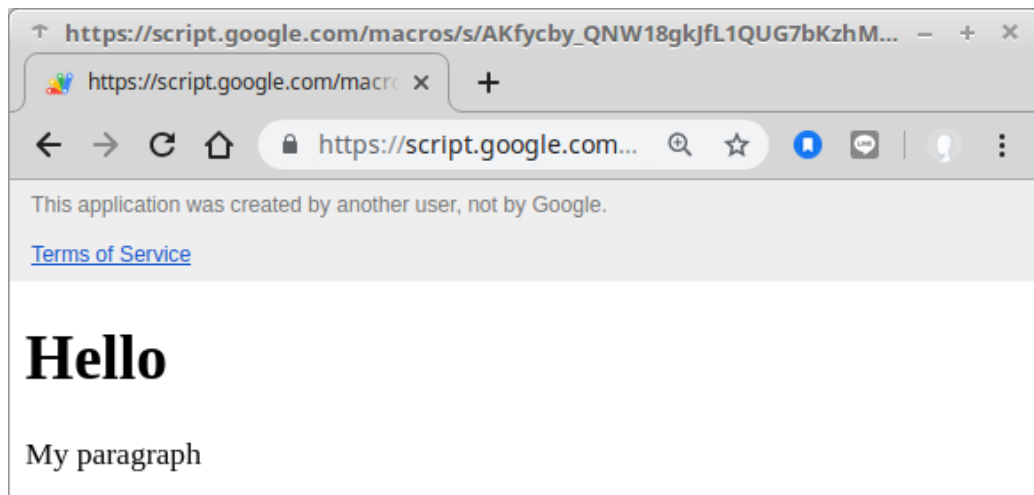 https://script.google.com/macros/s/AKfycby_QNW18gkJfL1QUG7bKzhM...
https://script.google.com/macro
https://script.google.com...
LINE
This application was created by another user, not by Google.
Terms of Service
Hello
My paragraph